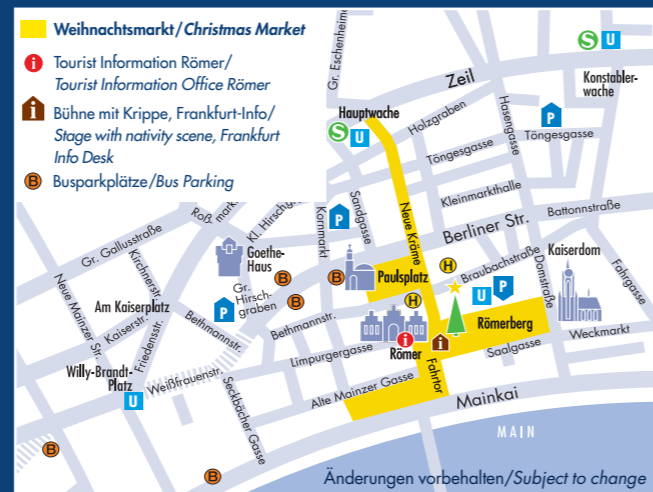 Weihnachtsmarkt/Christmas Market
i
Tourist Information Römer/
Tourist Information Office Römer
i
Bühne mit Krippe, Frankfurt-Info/
Stage with nativity scene, Frankfurt
Info Desk
B
Busparkplätze/Bus Parking
Gr. Eschenheimer
Zeil
S U
Konstabler-
wache
Hauptwache
S U
Holzgraben
Hasengasse
P
Töngesgasse
Töngesgasse
Kleinmarkthalle
Roßmarkt
Kl. Hirschgr.
Kornmarkt
P
Sandgasse
Neue Kräme
Berliner Str.
Battonnstraße
Gr. Gallusstraße
Goethe-
Haus
B
B
Paulsplatz
H
Braubachstraße
Domstraße
Kaiserdom
Fahrgasse
Neue Mainzer Str.
Kirchnerstr.
Am Kaiserplatz
Kaiserstr.
Friedensstr.
Bethmannstr.
P
Gr.
Hirsch-
graben
B
Bethmannstr.
H
U P
Römerberg
Römer
i
i
Saalgasse
Weckmarkt
Limpurgergasse
Willy-Brandt-
Platz
U
Weißfrauenstr.
Seckbächer Gasse
Alte Mainzer Gasse
Fahrtor
Mainkai
MAIN
B
B
Änderungen vorbehalten/Subject to change